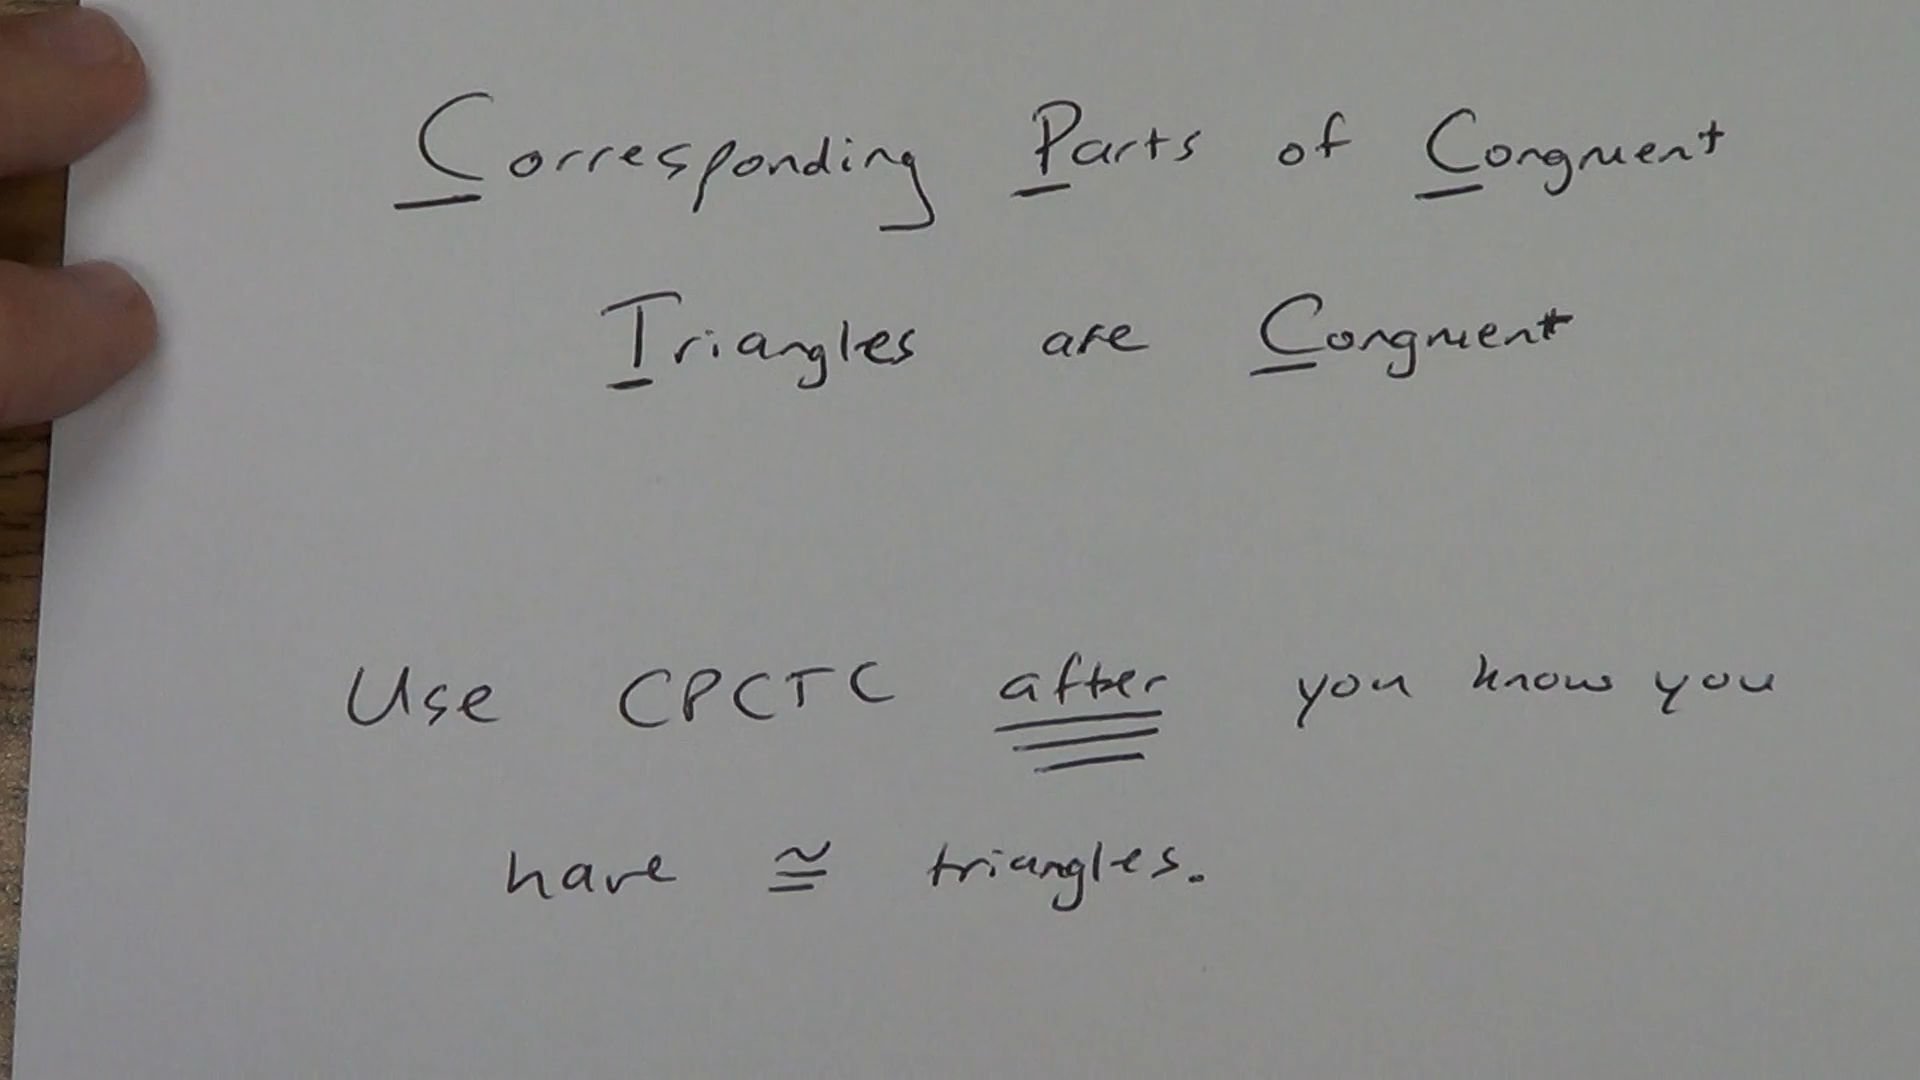 Corresponding Parts of Congruent
Triangles are Congruent
Use CPCTC after you know you
have ≅ triangles.